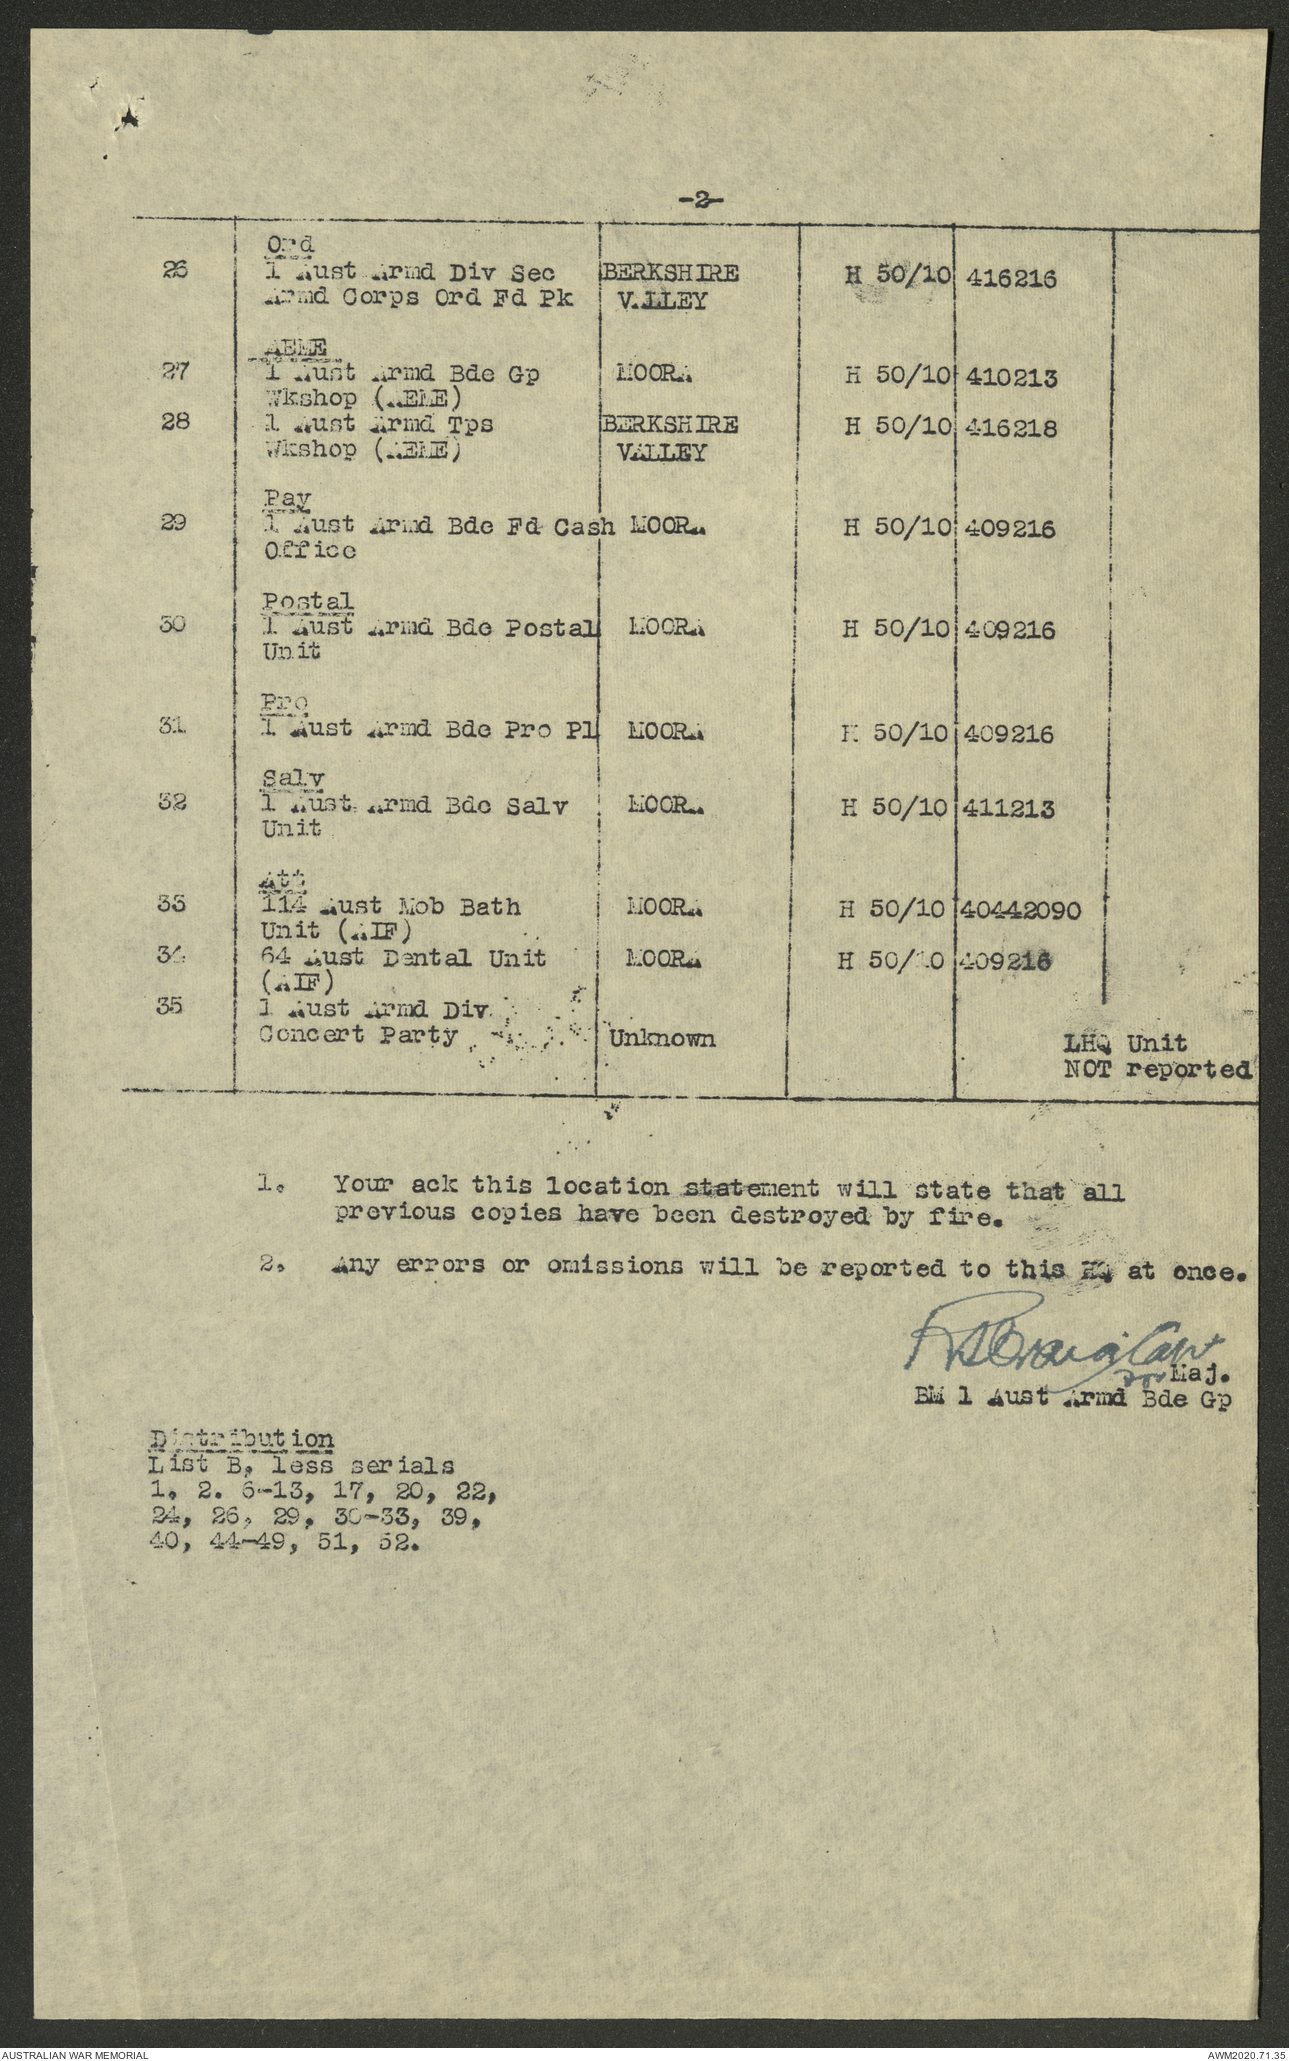 -2-
Ord
26 1 Aust Armd Div Sec BERKSHIRE H 50/10 416216
Armd Corps Ord Fd Pk VALLEY
AEME
27 1 Aust Armd Bde Gp MOORA H 50/10 410213
Wkshop (AEME)
28 1 Aust Armd Tps BERKSHIRE H 50/10 416218
Wkshop (AEME) VALLEY
Pay
29 1 Aust Armd Bde Fd Cash MOORA H 50/10 409216
Office
Postal
30 1 Aust Armd Bde Postal MOORA H 50/10 409216
Unit
Pro
31 1 Aust Armd Bde Pro Pl MOORA H 50/10 409216
Salv
32 1 Aust Armd Bde Salv MOORA H 50/10 411213
Unit
Att
33 114 Aust Mob Bath MOORA H 50/10 40442090
Unit (AIF)
34 64 Aust Dental Unit MOORA H 50/10 409216
(AIF)
35 1 Aust Armd Div
Concert Party Unknown LHQ Unit
NOT reported
1. Your ack this location statement will state that all
previous copies have been destroyed by fire.
2. Any errors or omissions will be reported to this HQ at once.
for Maj.
BM 1 Aust Armd Bde Gp
Distribution
List B, less serials
1, 2. 6-13, 17, 20, 22,
24, 26, 29, 30-33, 39,
40, 44-49, 51, 52.
AUSTRALIAN WAR MEMORIAL AWM2020.71.35